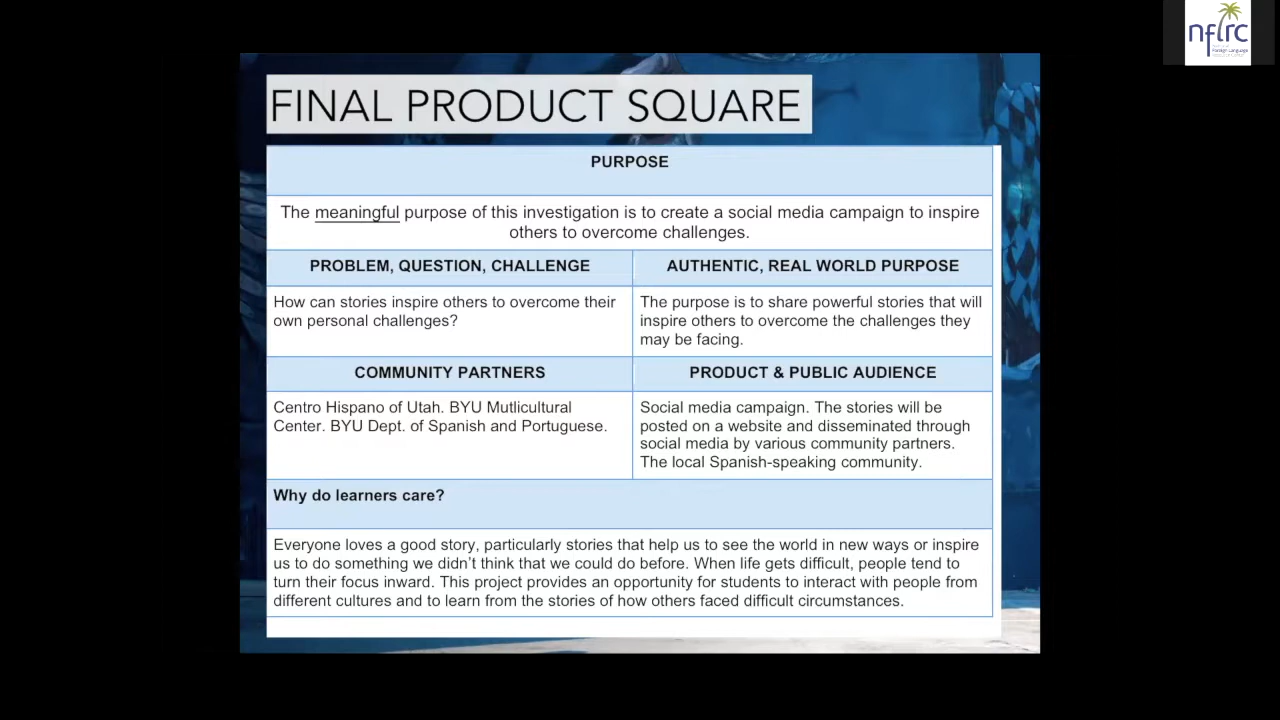 nflrc
FINAL PRODUCT SQUARE
PURPOSE
The meaningful purpose of this investigation is to create a social media campaign to inspire
others to overcome challenges.
PROBLEM, QUESTION, CHALLENGE
AUTHENTIC, REAL WORLD PURPOSE
How can stories inspire others to overcome their
own personal challenges?
The purpose is to share powerful stories that will
inspire others to overcome the challenges they
may be facing.
COMMUNITY PARTNERS
PRODUCT & PUBLIC AUDIENCE
Centro Hispano of Utah. BYU Mutlicultural
Center. BYU Dept. of Spanish and Portuguese.
Social media campaign. The stories will be
posted on a website and disseminated through
social media by various community partners.
The local Spanish-speaking community.
Why do learners care?
Everyone loves a good story, particularly stories that help us to see the world in new ways or inspire
us to do something we didn’t think that we could do before. When life gets difficult, people tend to
turn their focus inward. This project provides an opportunity for students to interact with people from
different cultures and to learn from the stories of how others faced difficult circumstances.